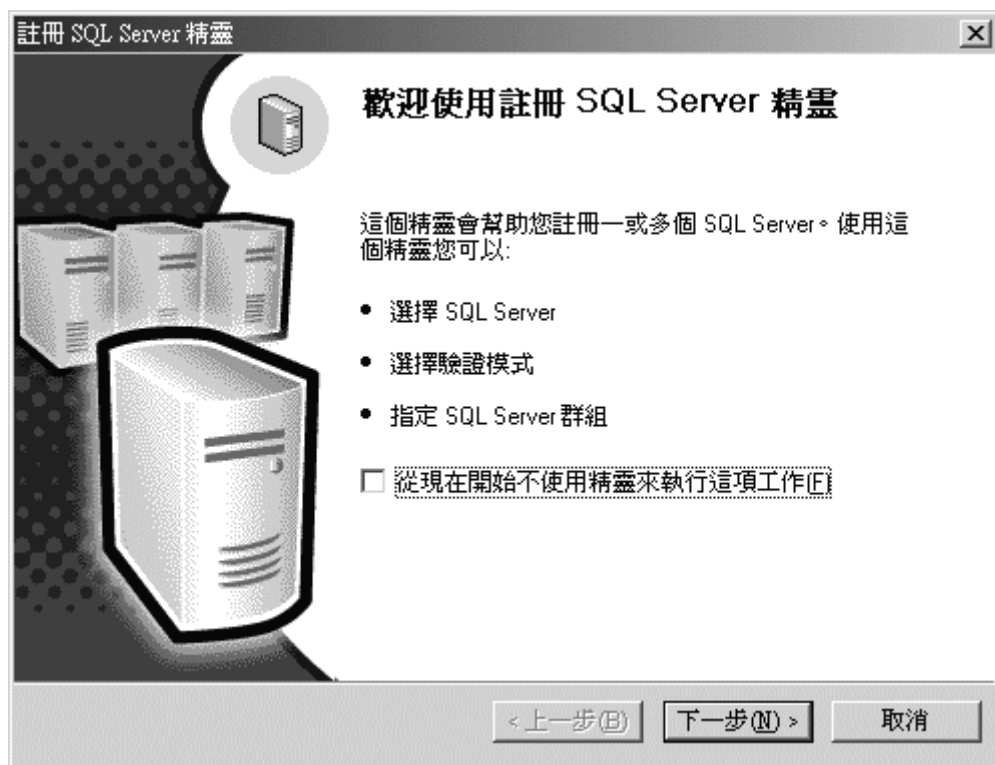 註冊 SQL Server 精靈
歡迎使用註冊 SQL Server 精靈
這個精靈會幫助您註冊一或多個 SQL Server。使用這
個精靈您可以:
• 選擇 SQL Server
• 選擇驗證模式
• 指定 SQL Server 群組
從現在開始不使用精靈來執行這項工作(F)
< 上一步(B)
下一步(N) >
取消